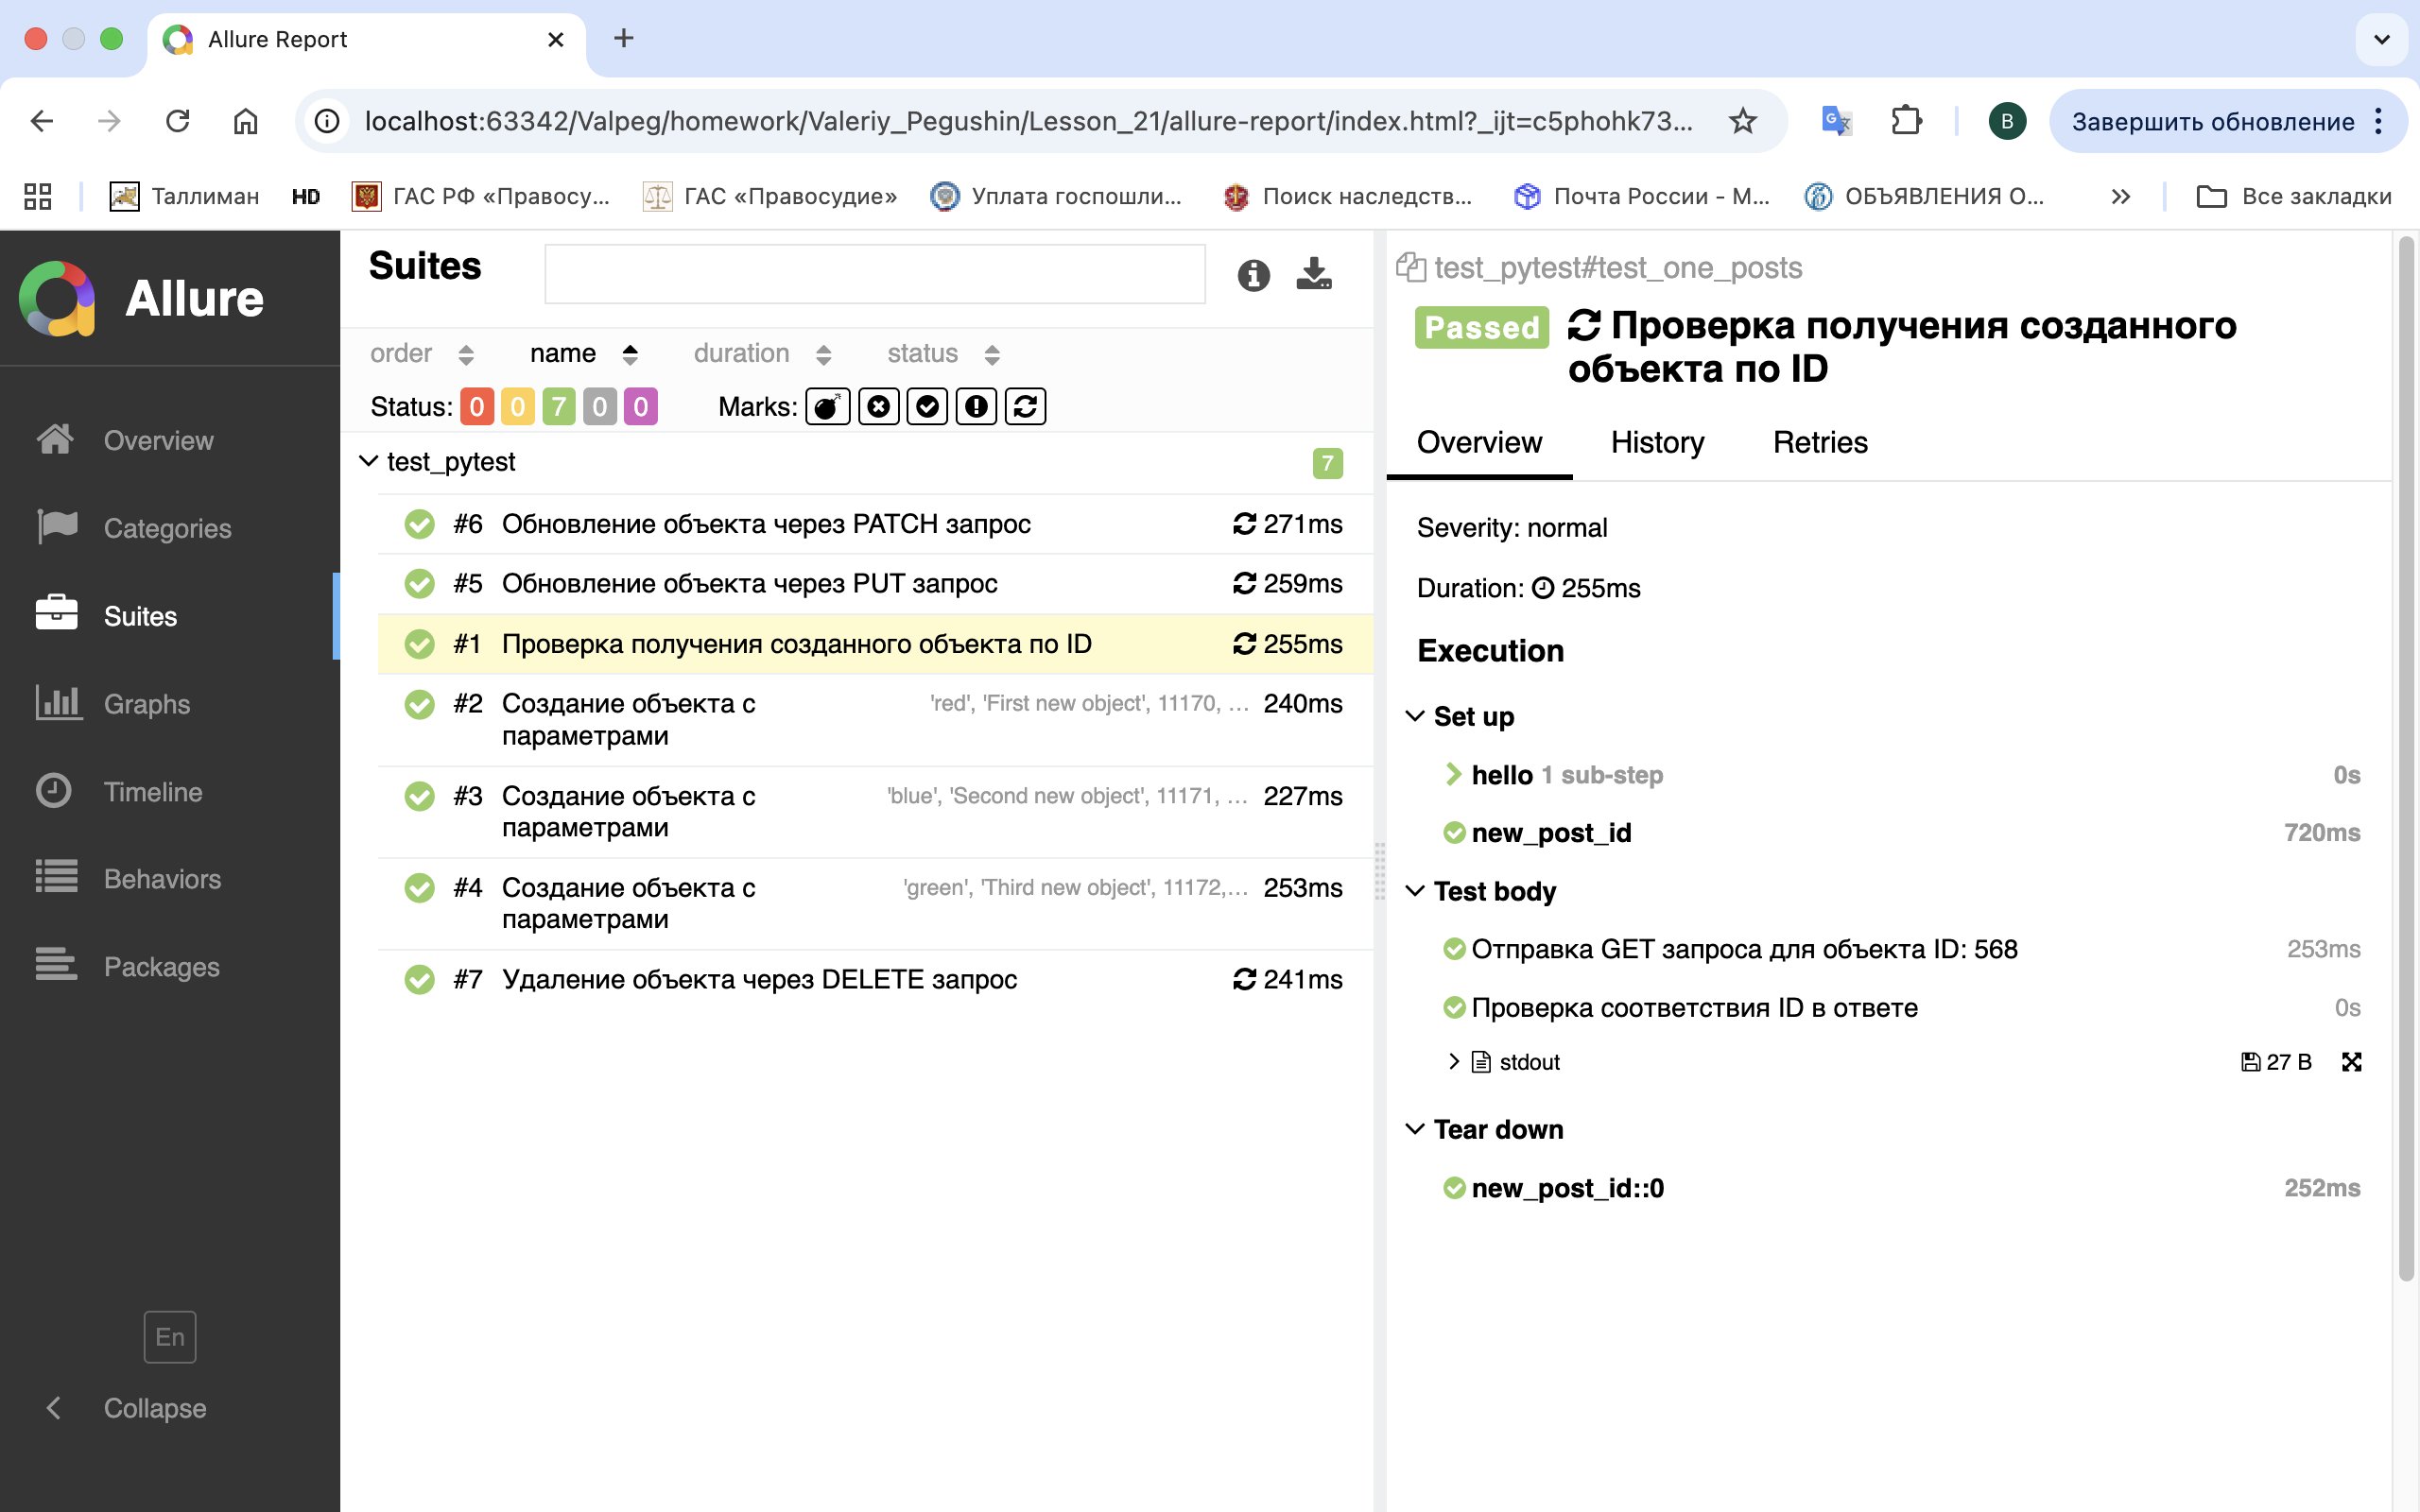 Allure Report
localhost:63342/Valpeg/homework/Valeriy_Pegushin/Lesson_21/allure-report/index.html?_ijt=c5phohk73...
B
Завершить обновление
Таллиман
HD
ГАС РФ «Правосу...
ГАС «Правосудие»
Уплата госпошли...
Поиск наследств...
Почта России - М...
ОБЪЯВЛЕНИЯ О...
Все закладки
Allure
Overview
Categories
Suites
Graphs
Timeline
Behaviors
Packages
En
Collapse
Suites
order name duration status
Status: 0 0 7 0 0 Marks:
test_pytest 7
#6 Обновление объекта через PATCH запрос 271ms
#5 Обновление объекта через PUT запрос 259ms
#1 Проверка получения созданного объекта по ID 255ms
#2 Создание объекта с 'red', 'First new object', 11170, ... 240ms
параметрами
#3 Создание объекта с 'blue', 'Second new object', 11171, ... 227ms
параметрами
#4 Создание объекта с 'green', 'Third new object', 11172,... 253ms
параметрами
#7 Удаление объекта через DELETE запрос 241ms
test_pytest#test_one_posts
Passed Проверка получения созданного
объекта по ID
Overview History Retries
Severity: normal
Duration: 255ms
Execution
Set up
hello 1 sub-step 0s
new_post_id 720ms
Test body
Отправка GET запроса для объекта ID: 568 253ms
Проверка соответствия ID в ответе 0s
stdout 27 B
Tear down
new_post_id::0 252ms